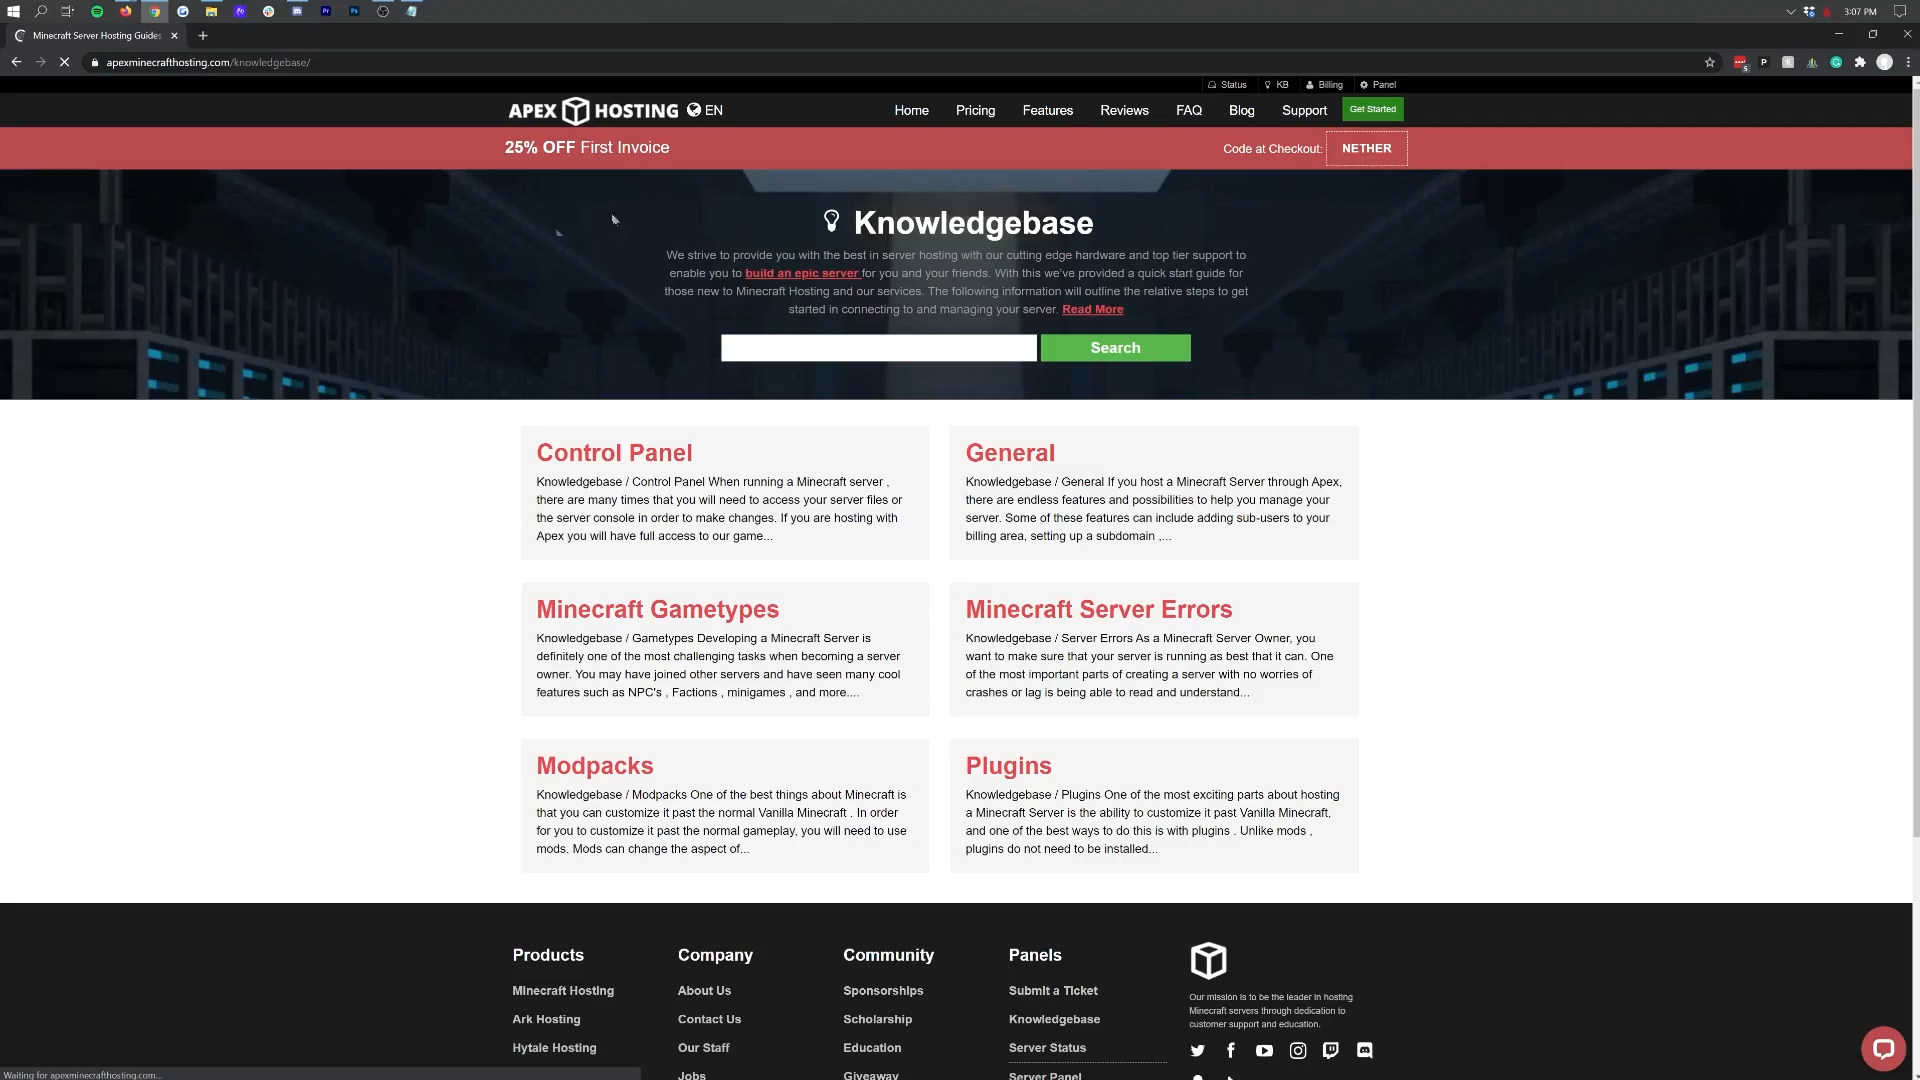 3:07 PM
Minecraft Server Hosting Guides
apexminecrafthosting.com/knowledgebase/
Status KB Billing Panel
APEX HOSTING EN Home Pricing Features Reviews FAQ Blog Support Get Started
25% OFF First Invoice Code at Checkout: NETHER
Knowledgebase
We strive to provide you with the best in server hosting with our cutting edge hardware and top tier support to
enable you to build an epic server for you and your friends. With this we've provided a quick start guide for
those new to Minecraft Hosting and our services. The following information will outline the relative steps to get
started in connecting to and managing your server. Read More
Search
Control Panel
Knowledgebase / Control Panel When running a Minecraft server ,
there are many times that you will need to access your server files or
the server console in order to make changes. If you are hosting with
Apex you will have full access to our game...
General
Knowledgebase / General If you host a Minecraft Server through Apex,
there are endless features and possibilities to help you manage your
server. Some of these features can include adding sub-users to your
billing area, setting up a subdomain ,...
Minecraft Gametypes
Knowledgebase / Gametypes Developing a Minecraft Server is
definitely one of the most challenging tasks when becoming a server
owner. You may have joined other servers and have seen many cool
features such as NPC's , Factions , minigames , and more....
Minecraft Server Errors
Knowledgebase / Server Errors As a Minecraft Server Owner, you
want to make sure that your server is running as best that it can. One
of the most important parts of creating a server with no worries of
crashes or lag is being able to read and understand...
Modpacks
Knowledgebase / Modpacks One of the best things about Minecraft is
that you can customize it past the normal Vanilla Minecraft . In order
for you to customize it past the normal gameplay, you will need to use
mods. Mods can change the aspect of...
Plugins
Knowledgebase / Plugins One of the most exciting parts about hosting
a Minecraft Server is the ability to customize it past Vanilla Minecraft,
and one of the best ways to do this is with plugins . Unlike mods ,
plugins do not need to be installed...
Products
Minecraft Hosting
Ark Hosting
Hytale Hosting
Company
About Us
Contact Us
Our Staff
Jobs
Community
Sponsorships
Scholarship
Education
Giveaway
Panels
Submit a Ticket
Knowledgebase
Server Status
Server Panel
Our mission is to be the leader in hosting
Minecraft servers through dedication to
customer support and education.
Waiting for apexminecrafthosting.com...